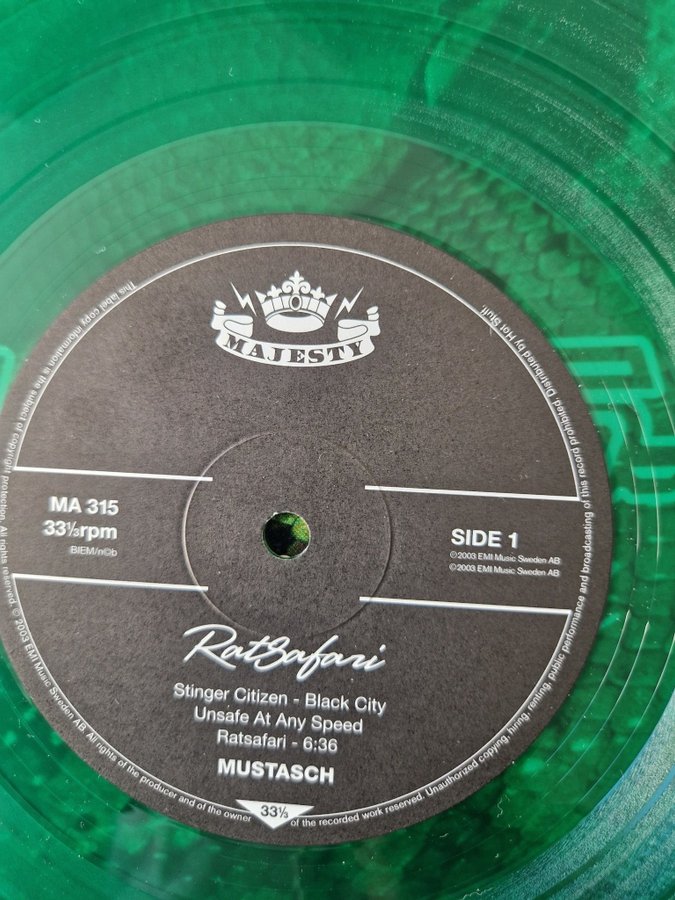 MAJESTY
MA 315
33⅓rpm
BIEM/n©b
SIDE 1
℗2003 EMI Music Sweden AB
©2003 EMI Music Sweden AB
RatSafari
Stinger Citizen - Black City
Unsafe At Any Speed
Ratsafari - 6:36
MUSTASCH
33⅓
This label copy information is the subject of copyright protection. All rights reserved. © 2003 EMI Music Sweden AB. All rights of the producer and of the owner of the recorded work reserved. Unauthorized copying, hiring, renting, public performance and broadcasting of this record prohibited. Distributed by Hot Stuff.